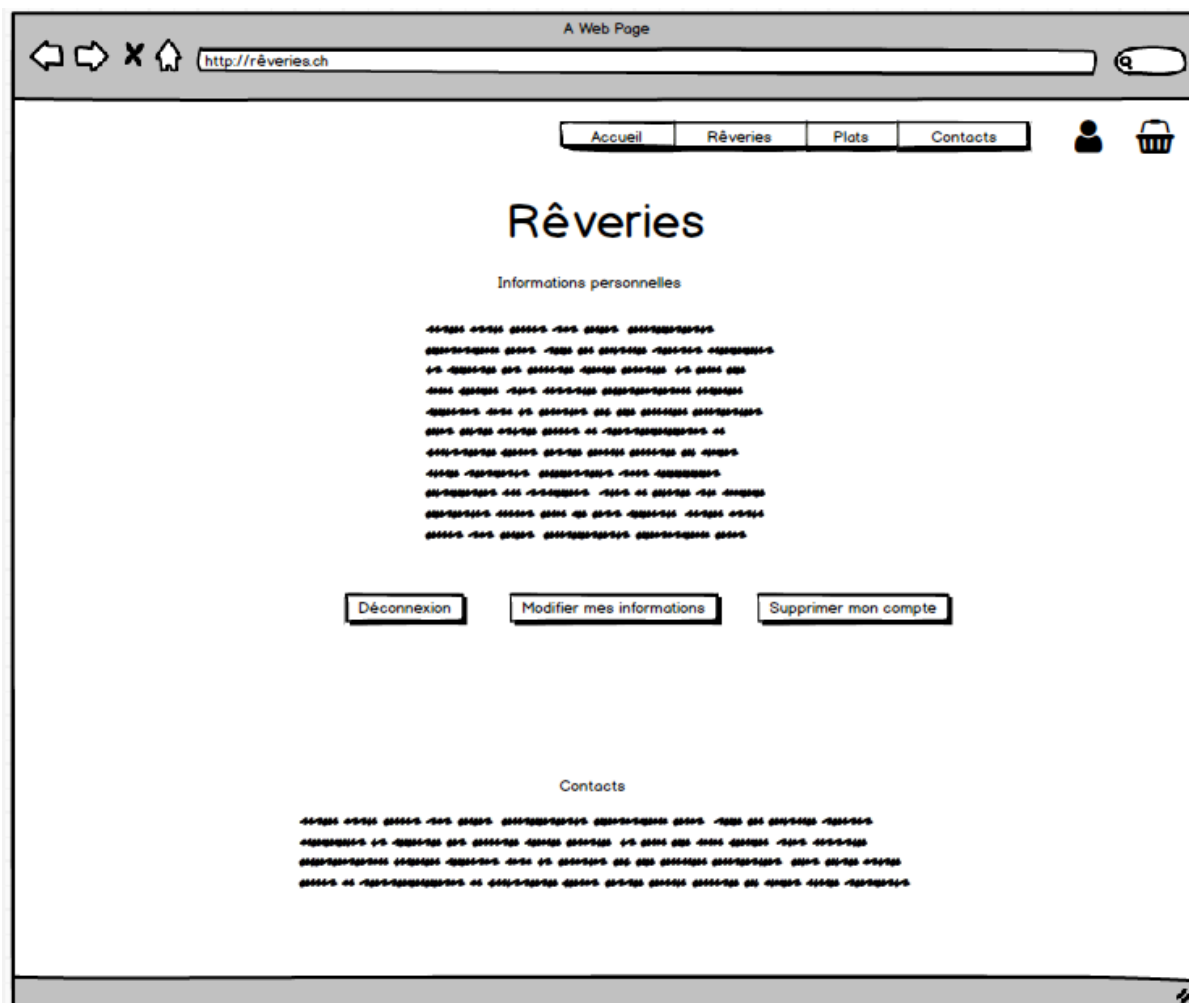 A Web Page
http://rêveries.ch
Accueil Rêveries Plats Contacts
Rêveries
Informations personnelles
Déconnexion Modifier mes informations Supprimer mon compte
Contacts